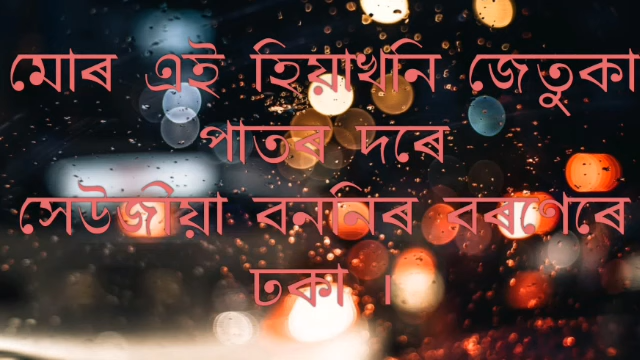 মোৰ এই হিয়াখনি জেতুকা
পাতৰ দৰে
সেউজীয়া বননিৰ বৰণেৰে
ঢকা ।